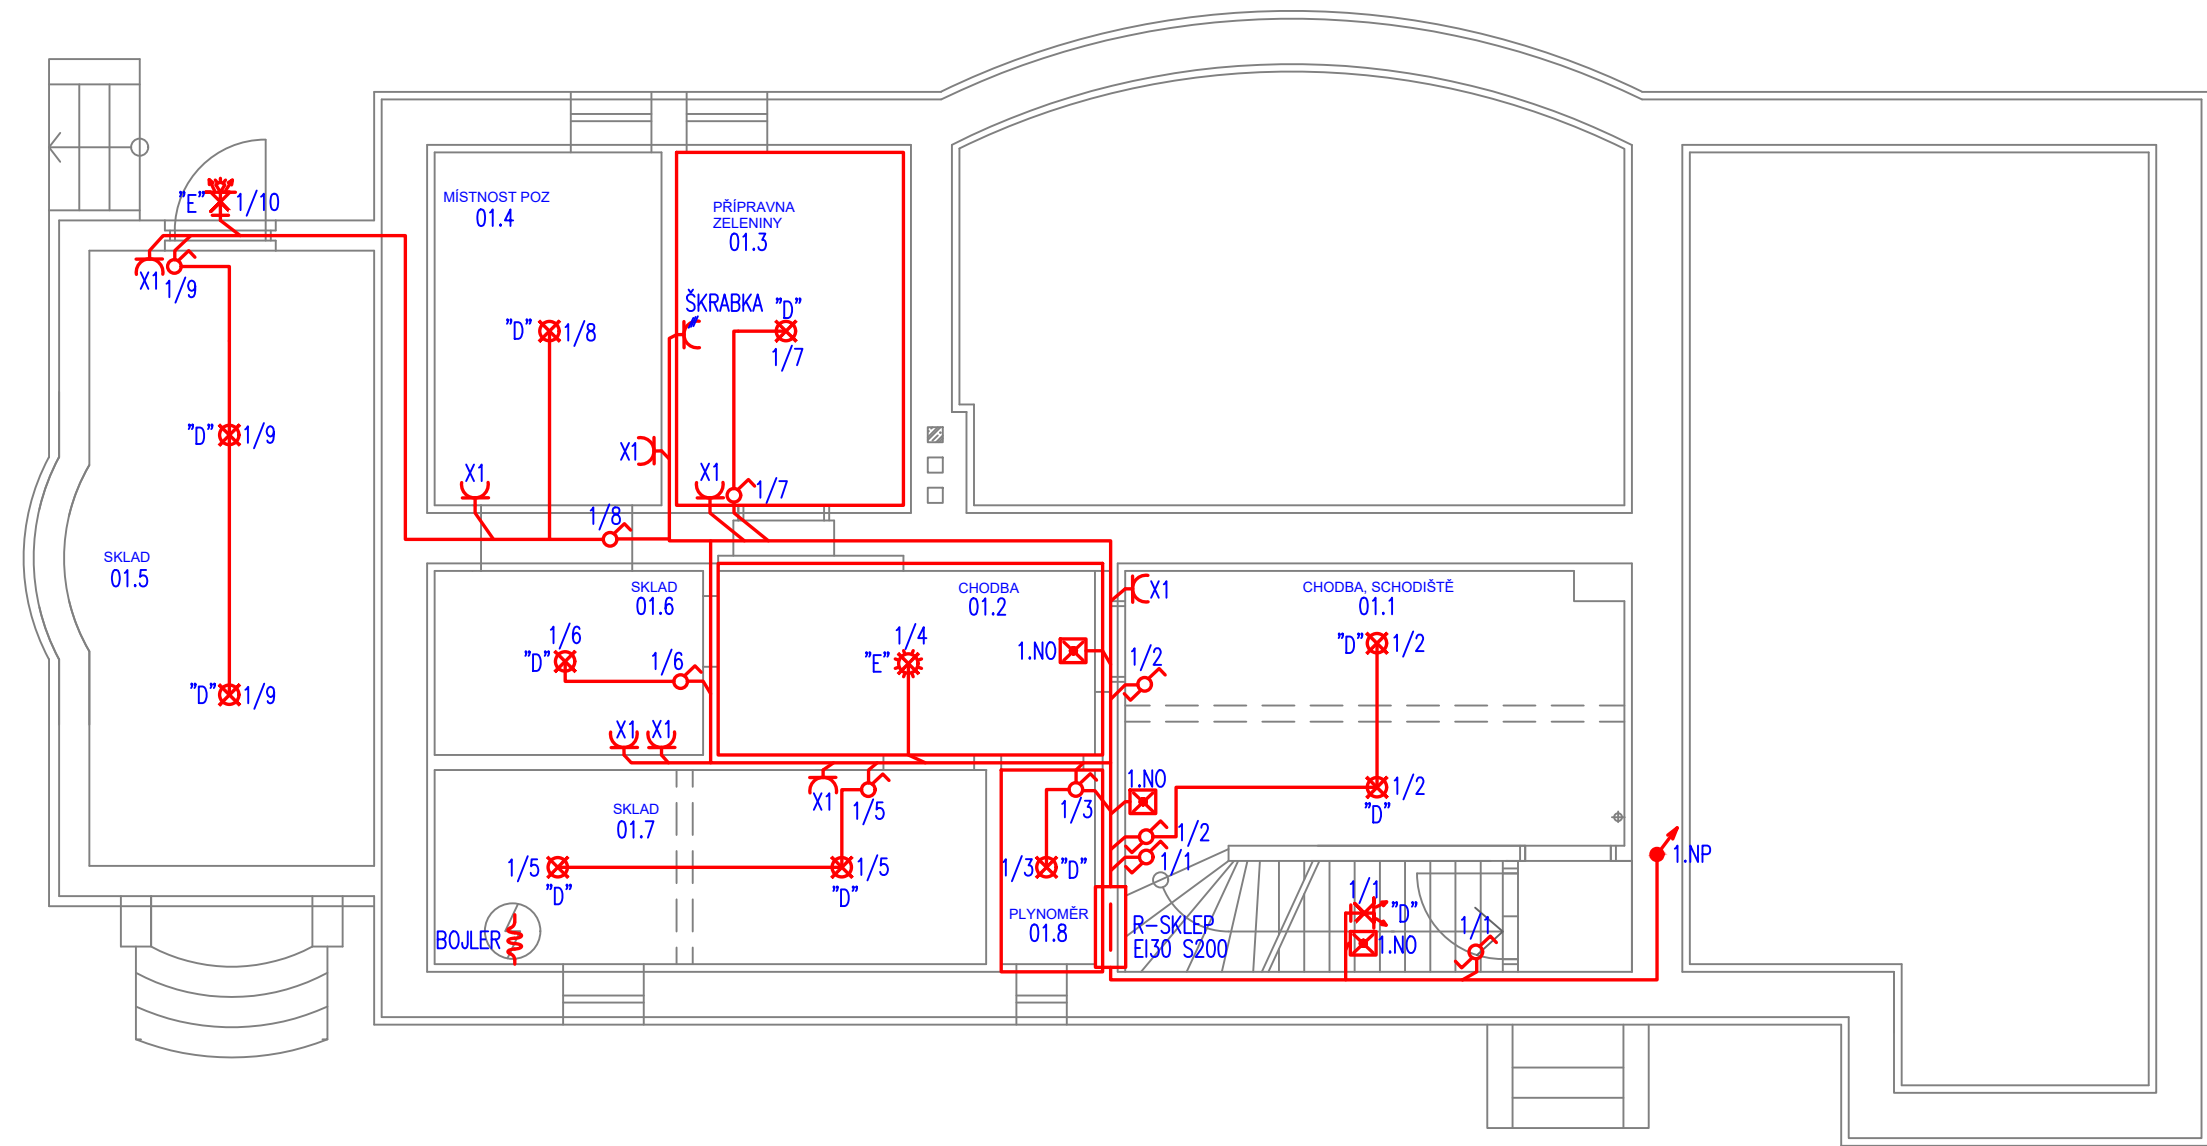 "E" 1/10
MÍSTNOST POZ
01.4
PŘÍPRAVNA
ZELENINY
01.3
X1
1/9
ŠKRABKA
"D"
1/7
"D" 1/8
"D" 1/9
X1
X1
X1
1/7
1/8
SKLAD
01.5
SKLAD
01.6
CHODBA
01.2
X1
CHODBA, SCHODIŠTĚ
01.1
1/6
"D"
1/6
1/4
"E"
1.NO
1/2
"D" 1/2
"D" 1/9
X1
X1
1.NO
1/2
"D"
X1
1/5
1/3
SKLAD
01.7
1/2
1/1
1.NP
1/5
"D"
1/5
"D"
1/3 "D"
1/1
"D"
PLYNOMĚR
01.8
BOJLER
R-SKLEP
EI30 S200
1.NO
1/1